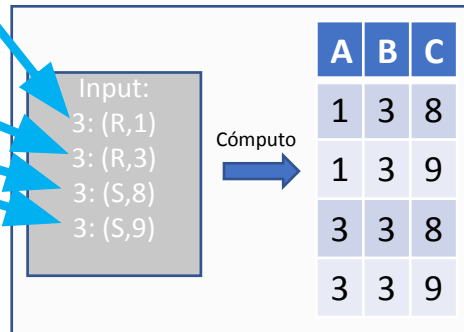 Input:
3: (R,1)
3: (R,3)
3: (S,8)
3: (S,9)
Cómputo
A B C
1 3 8
1 3 9
3 3 8
3 3 9